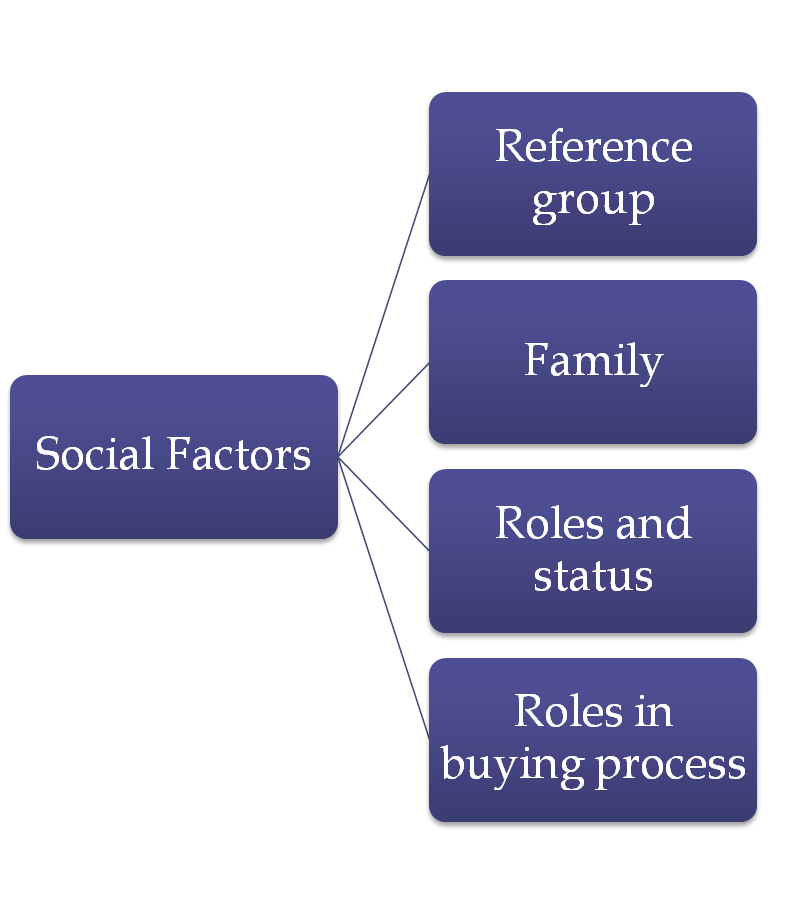 Reference
group
Family
Social Factors
Roles and
status
Roles in
buying process